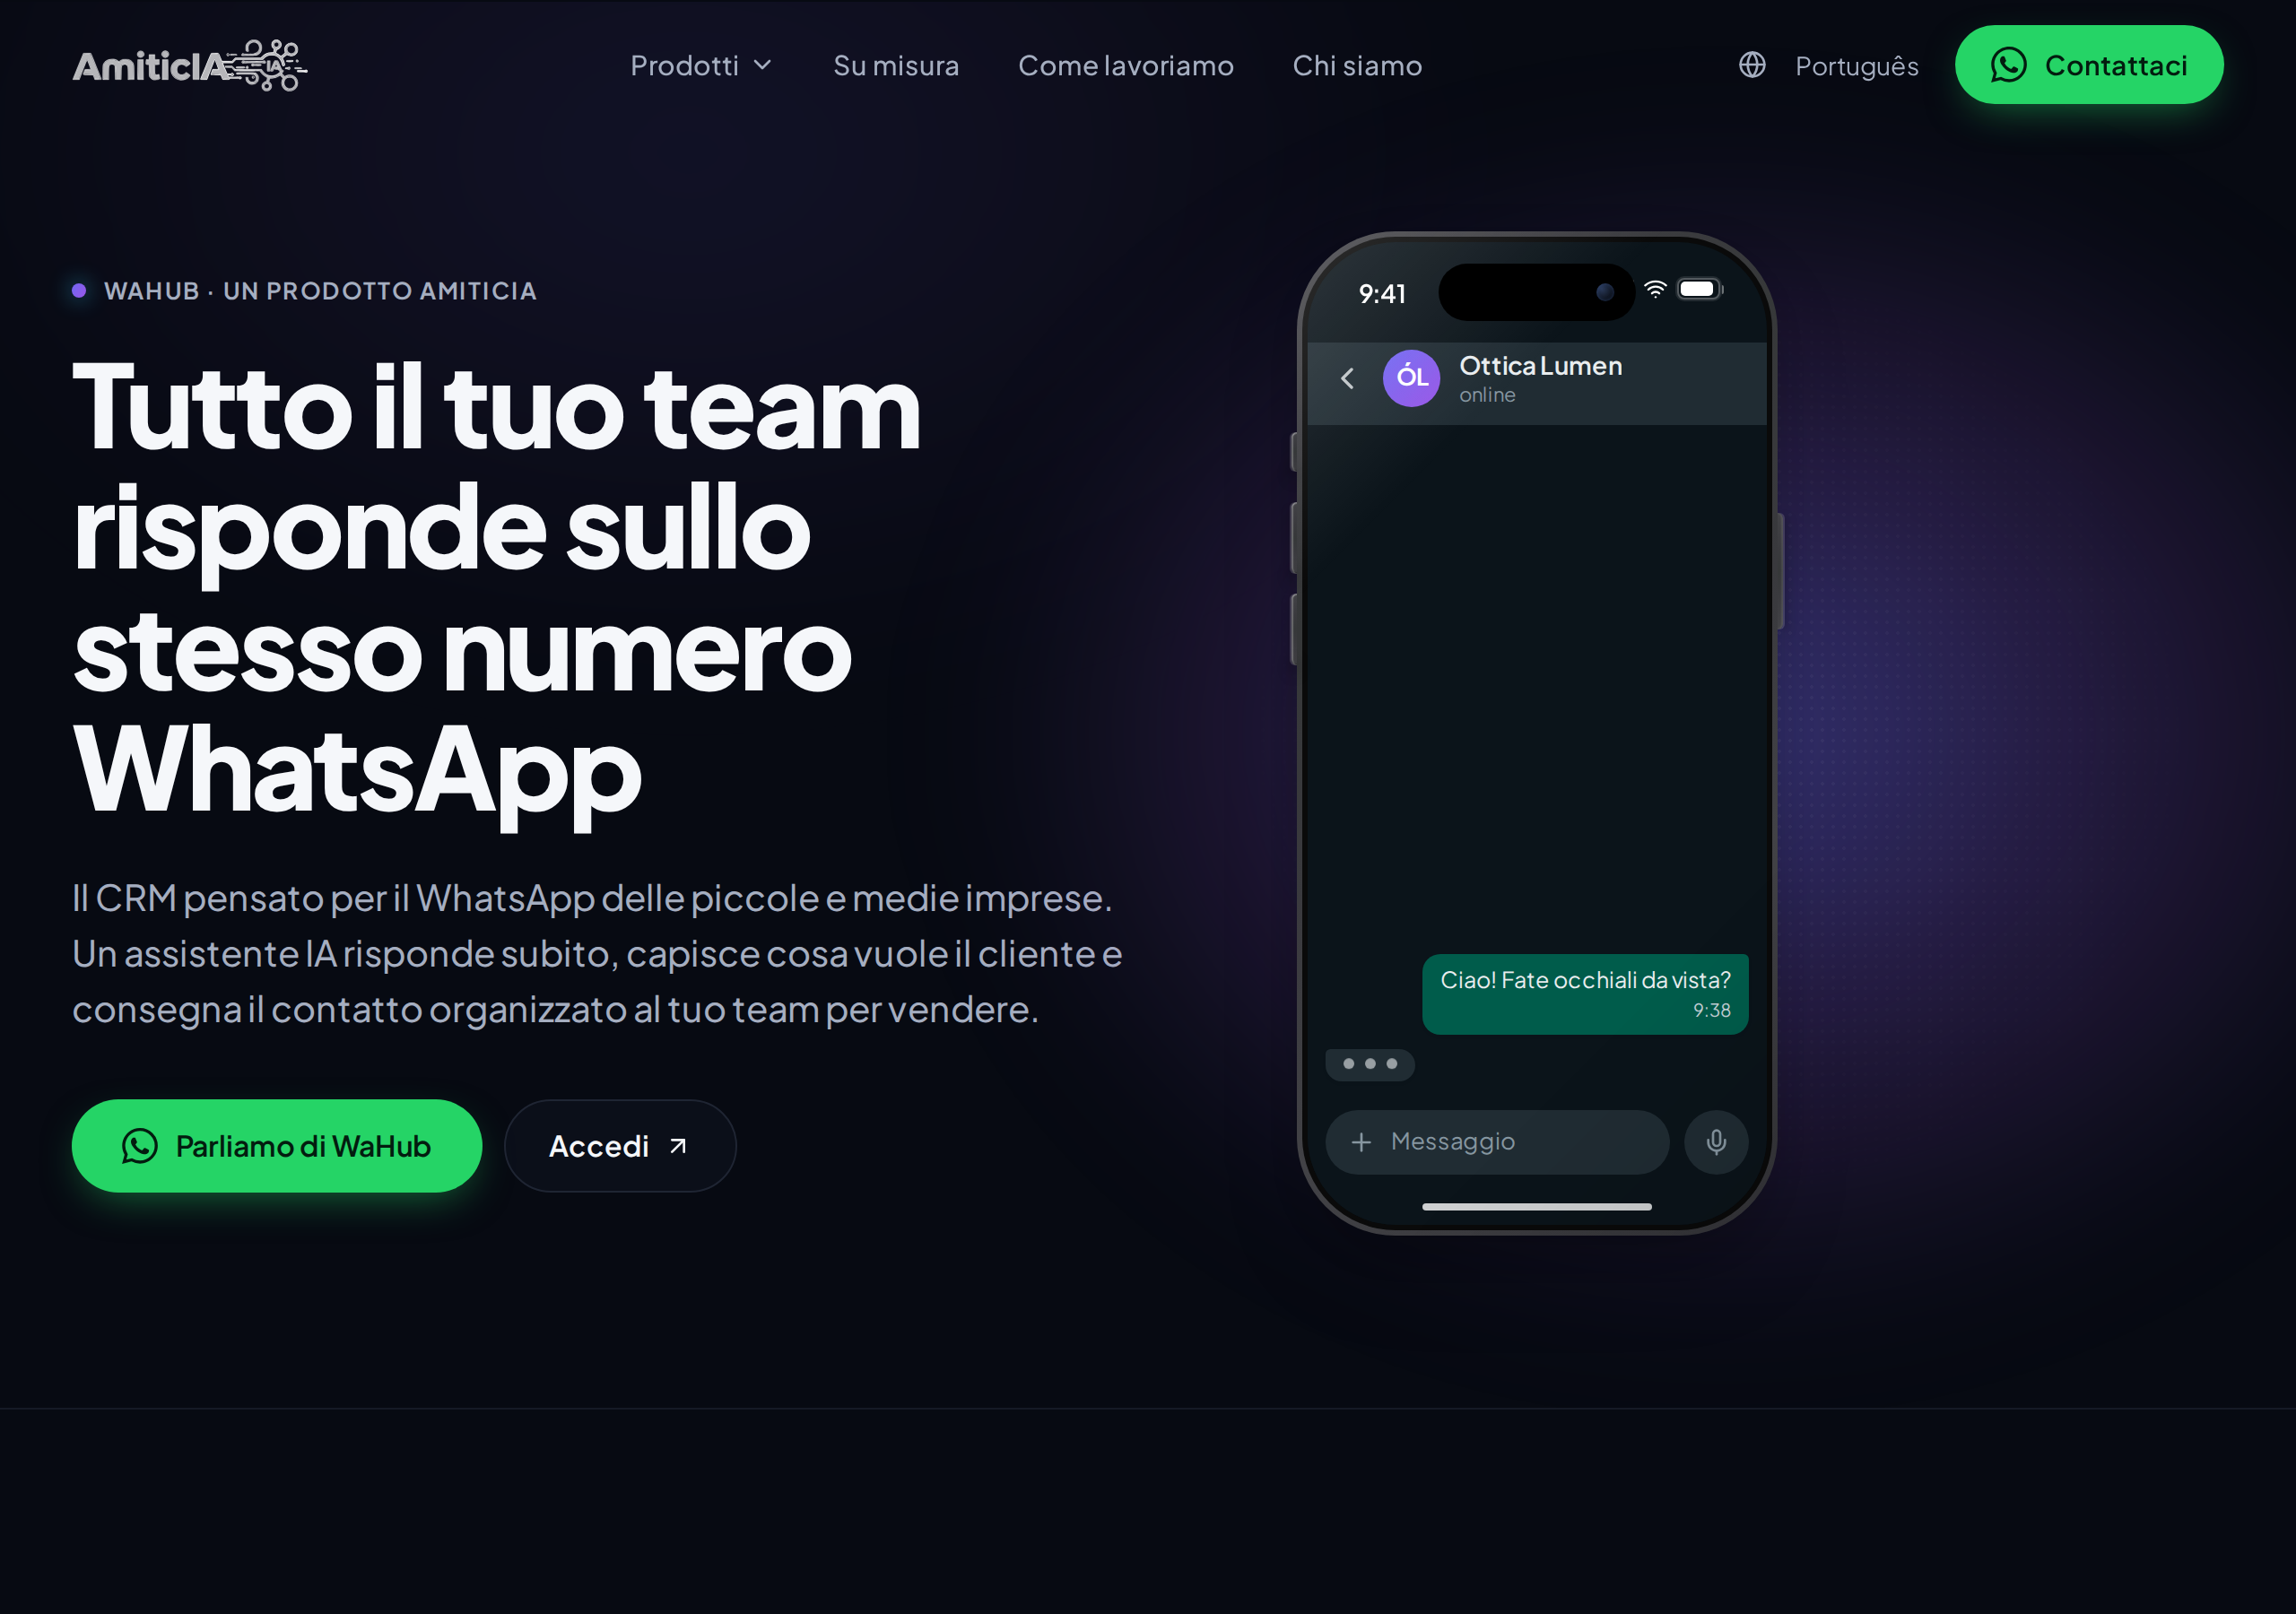 AmiticIA IA
Prodotti
Su misura
Come lavoriamo
Chi siamo
Português
Contattaci
WAHUB · UN PRODOTTO AMITICIA
Tutto il tuo team
risponde sullo
stesso numero
WhatsApp
Il CRM pensato per il WhatsApp delle piccole e medie imprese.
Un assistente IA risponde subito, capisce cosa vuole il cliente e
consegna il contatto organizzato al tuo team per vendere.
Parliamo di WaHub
Accedi
9:41
ÓL
Ottica Lumen
online
Ciao! Fate occhiali da vista?
9:38
Messaggio